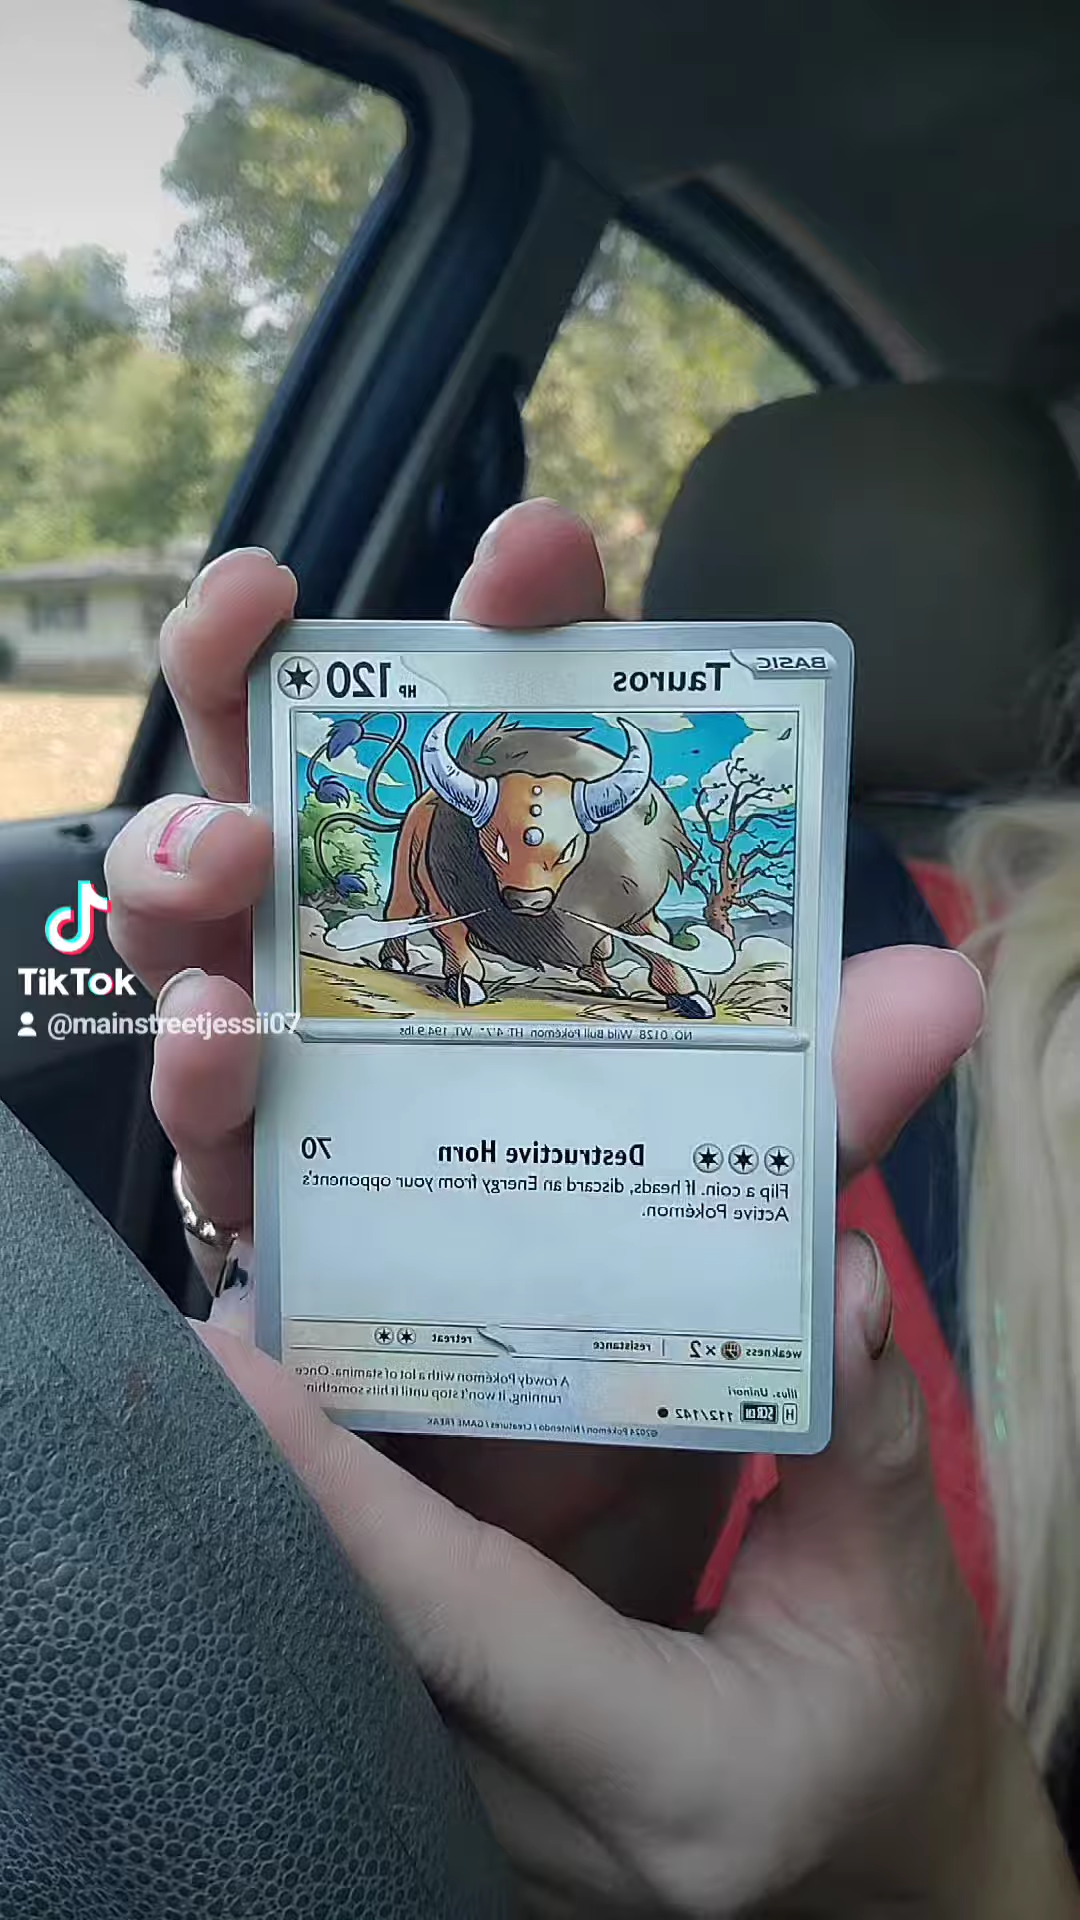 BASIC
Tauros
HP 120
NO. 0128 Wild Bull Pokémon HT: 4'7" WT: 194.9 lbs
Destructive Horn 70
Flip a coin. If heads, discard an Energy from your opponent's
Active Pokémon.
weakness ×2 resistance retreat
Illus. Uninori
H SCR EN 112/142
A rowdy Pokémon with a lot of stamina. Once
running, it won't stop until it hits something.
©2024 Pokémon / Nintendo / Creatures / GAME FREAK
TikTok
@mainstreetjessii07